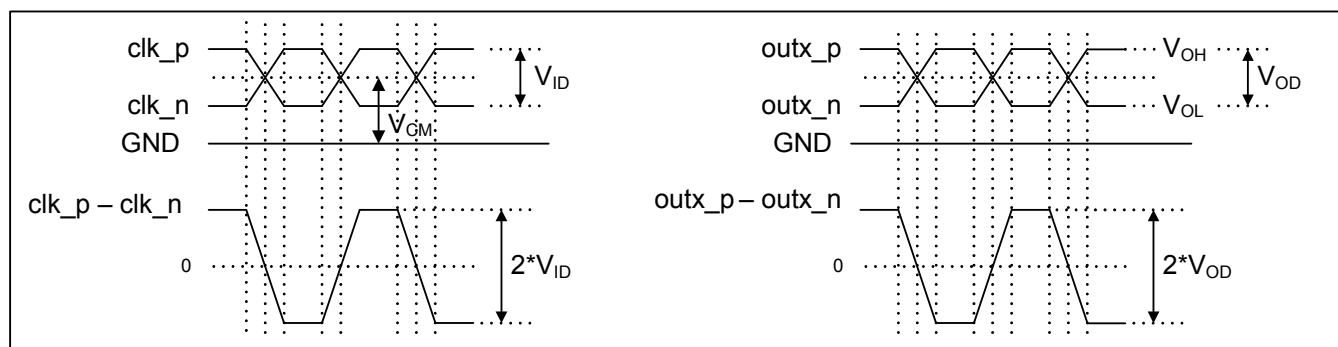 clk_p
V_ID
clk_n
V_CM
GND
clk_p – clk_n
0
2*V_ID
outx_p
V_OH
V_OD
outx_n
V_OL
GND
outx_p – outx_n
0
2*V_OD